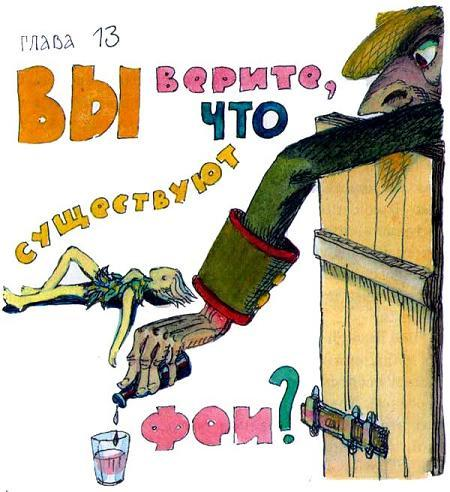 глава 13
Вы верите,
что
существуют
феи?